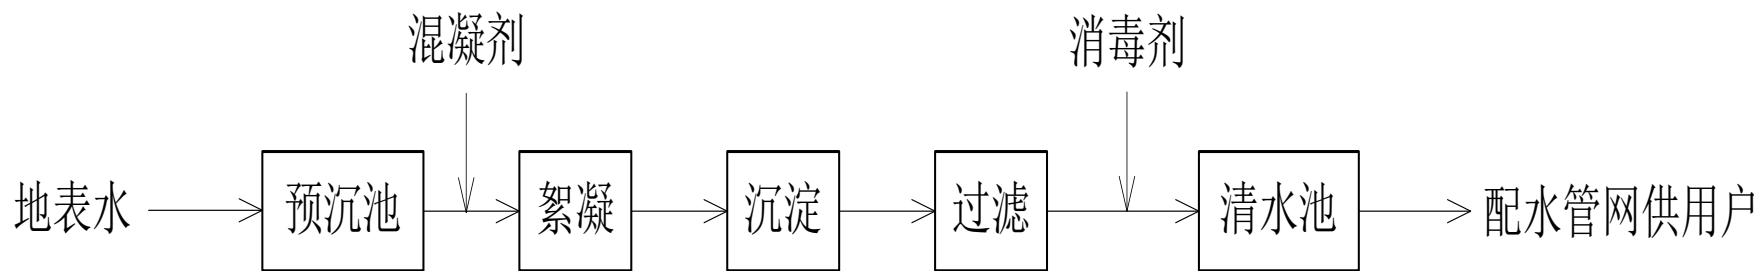 混凝剂
消毒剂
地表水
预沉池
絮凝
沉淀
过滤
清水池
配水管网供用户